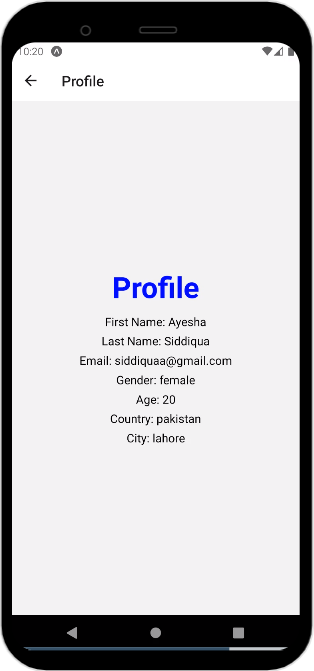 10:20
Profile
Profile
First Name: Ayesha
Last Name: Siddiqua
Email: siddiquaa@gmail.com
Gender: female
Age: 20
Country: pakistan
City: lahore